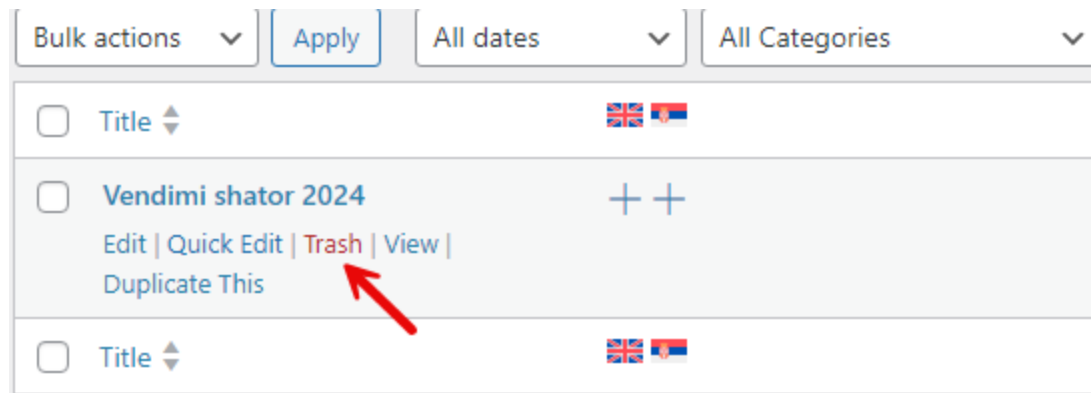 Bulk actions Apply All dates All Categories
Title
Vendimi shator 2024
Edit | Quick Edit | Trash | View |
Duplicate This
Title